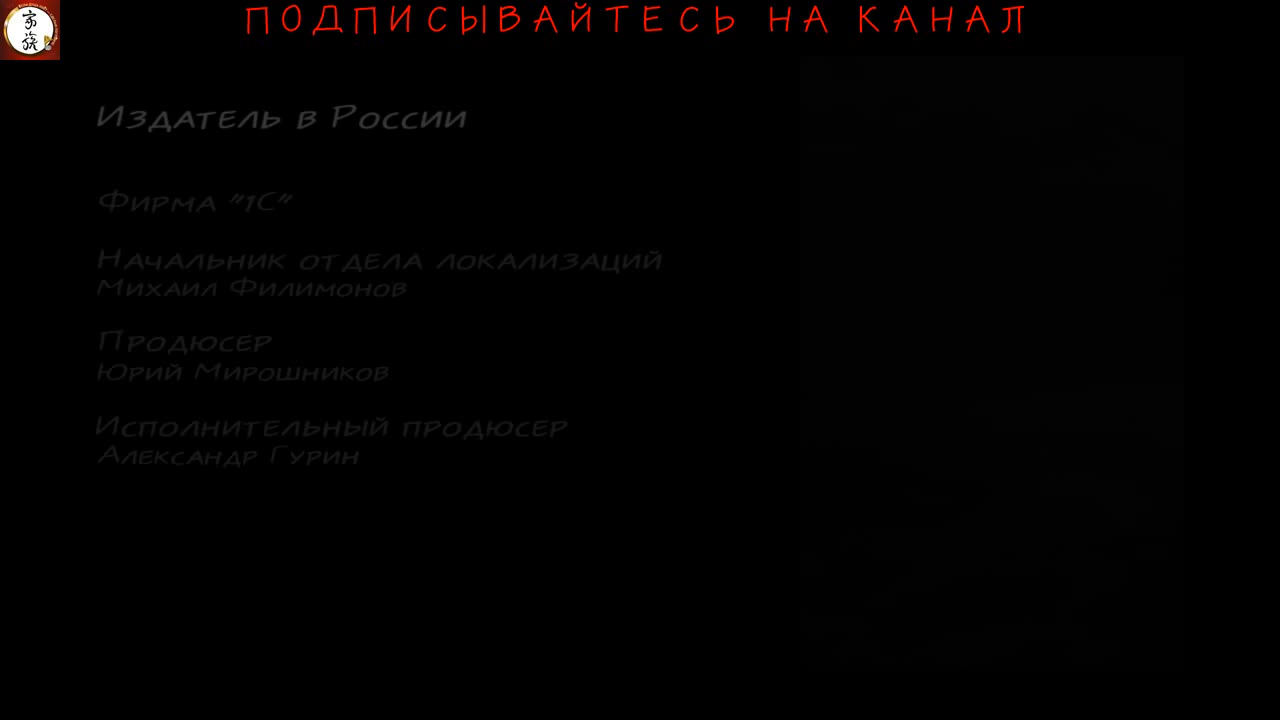 ПОДПИСЫВАЙТЕСЬ НА КАНАЛ
Издатель в России
Фирма "1С"
Начальник отдела локализаций
Михаил Филимонов
Продюсер
Юрий Мирошников
Исполнительный продюсер
Александр Гурин